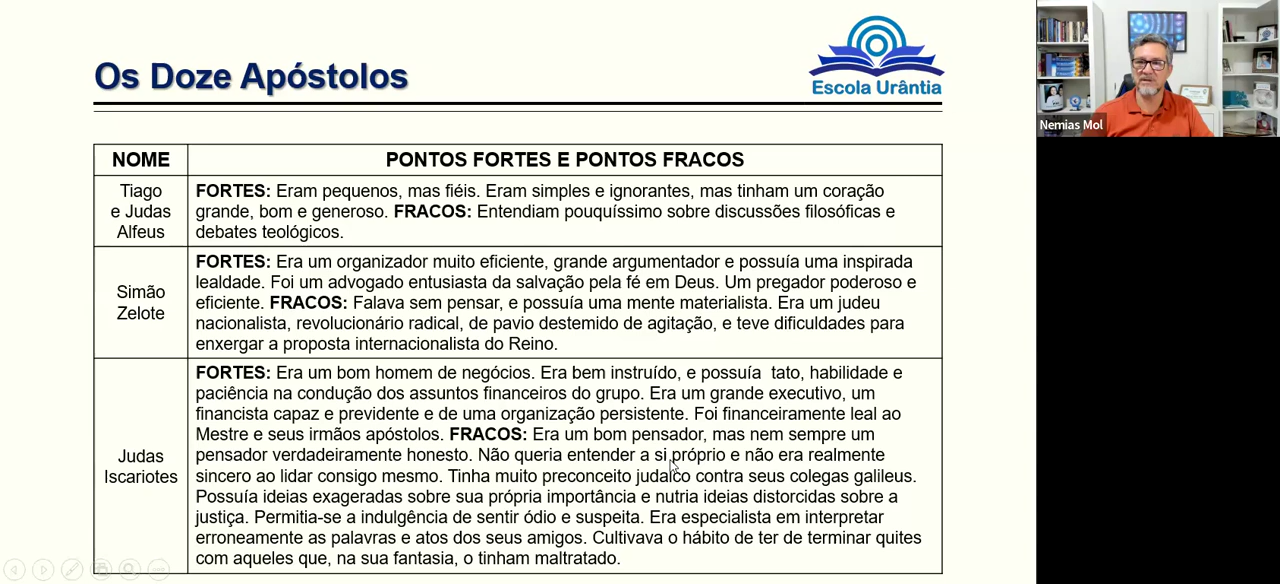 Os Doze Apóstolos
Escola Urântia
Nemias Mol
NOME
PONTOS FORTES E PONTOS FRACOS
Tiago
e Judas
Alfeus
FORTES: Eram pequenos, mas fiéis. Eram simples e ignorantes, mas tinham um coração
grande, bom e generoso. FRACOS: Entendiam pouquíssimo sobre discussões filosóficas e
debates teológicos.
Simão
Zelote
FORTES: Era um organizador muito eficiente, grande argumentador e possuía uma inspirada
lealdade. Foi um advogado entusiasta da salvação pela fé em Deus. Um pregador poderoso e
eficiente. FRACOS: Falava sem pensar, e possuía uma mente materialista. Era um judeu
nacionalista, revolucionário radical, de pavio destemido de agitação, e teve dificuldades para
enxergar a proposta internacionalista do Reino.
Judas
Iscariotes
FORTES: Era um bom homem de negócios. Era bem instruído, e possuía  tato, habilidade e
paciência na condução dos assuntos financeiros do grupo. Era um grande executivo, um
financista capaz e previdente e de uma organização persistente. Foi financeiramente leal ao
Mestre e seus irmãos apóstolos. FRACOS: Era um bom pensador, mas nem sempre um
pensador verdadeiramente honesto. Não queria entender a si próprio e não era realmente
sincero ao lidar consigo mesmo. Tinha muito preconceito judaico contra seus colegas galileus.
Possuía ideias exageradas sobre sua própria importância e nutria ideias distorcidas sobre a
justiça. Permitia-se a indulgência de sentir ódio e suspeita. Era especialista em interpretar
erroneamente as palavras e atos dos seus amigos. Cultivava o hábito de ter de terminar quites
com aqueles que, na sua fantasia, o tinham maltratado.